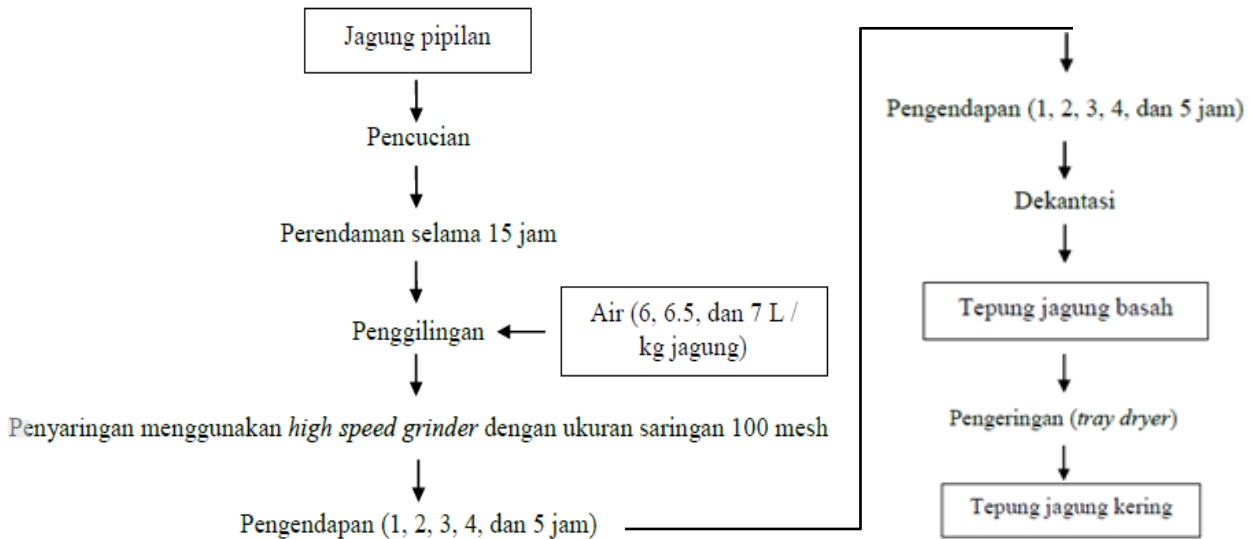 Jagung pipilan
Pencucian
Perendaman selama 15 jam
Penggilingan
Air (6, 6.5, dan 7 L /
kg jagung)
Penyaringan menggunakan high speed grinder dengan ukuran saringan 100 mesh
Pengendapan (1, 2, 3, 4, dan 5 jam)
Pengendapan (1, 2, 3, 4, dan 5 jam)
Dekantasi
Tepung jagung basah
Pengeringan (tray dryer)
Tepung jagung kering